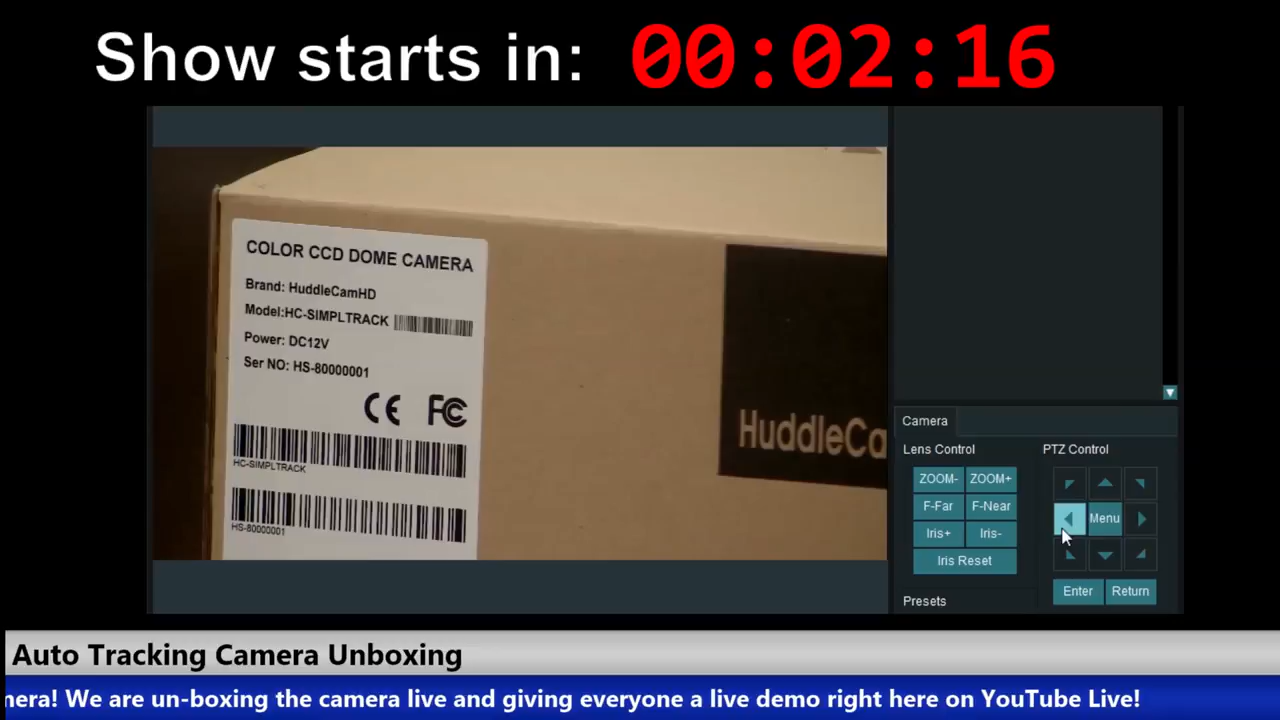 Show starts in: 00:02:16
COLOR CCD DOME CAMERA
Brand: HuddleCamHD
Model:HC-SIMPLTRACK
Power: DC12V
Ser NO: HS-80000001
CE FC
HC-SIMPLTRACK
HS-80000001
HuddleCa
Camera
Lens Control
PTZ Control
ZOOM- ZOOM+
F-Far F-Near
Menu
Iris+ Iris-
Iris Reset
Enter Return
Presets
Auto Tracking Camera Unboxing
nera! We are un-boxing the camera live and giving everyone a live demo right here on YouTube Live!